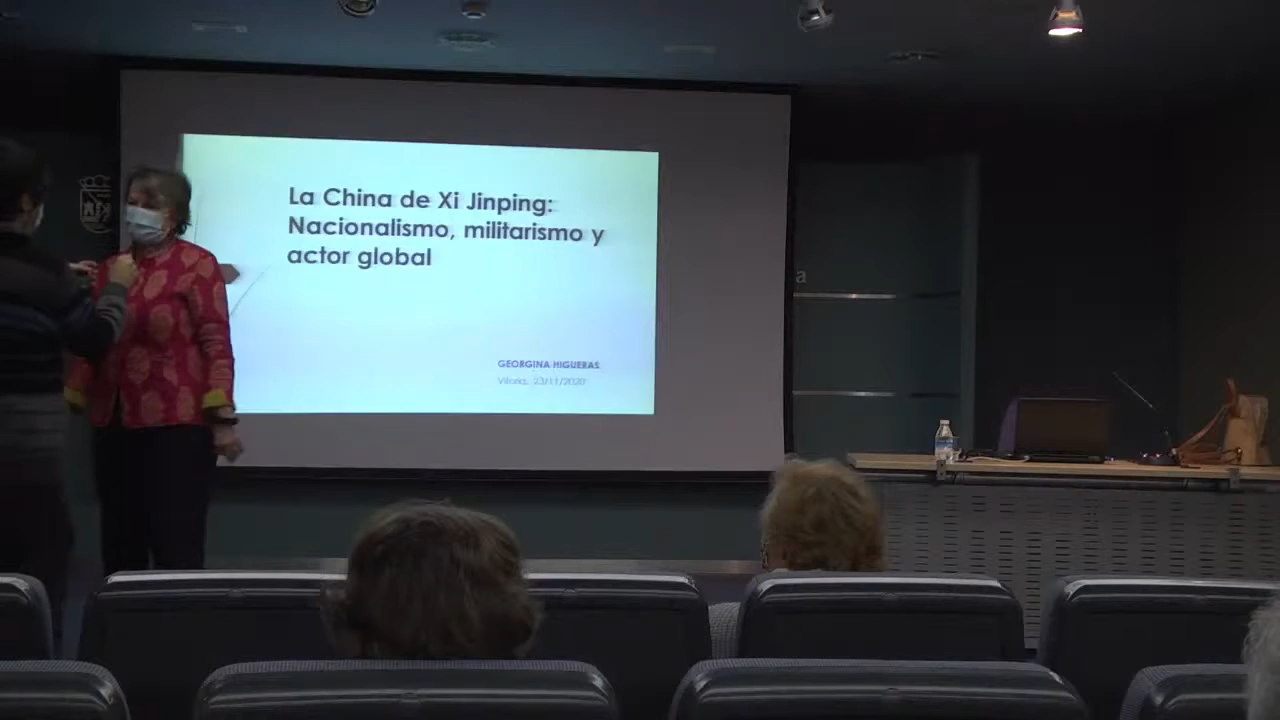 La China de Xi Jinping:
Nacionalismo, militarismo y
actor global
GEORGINA HIGUERAS
Vitoria, 23/11/2020
a